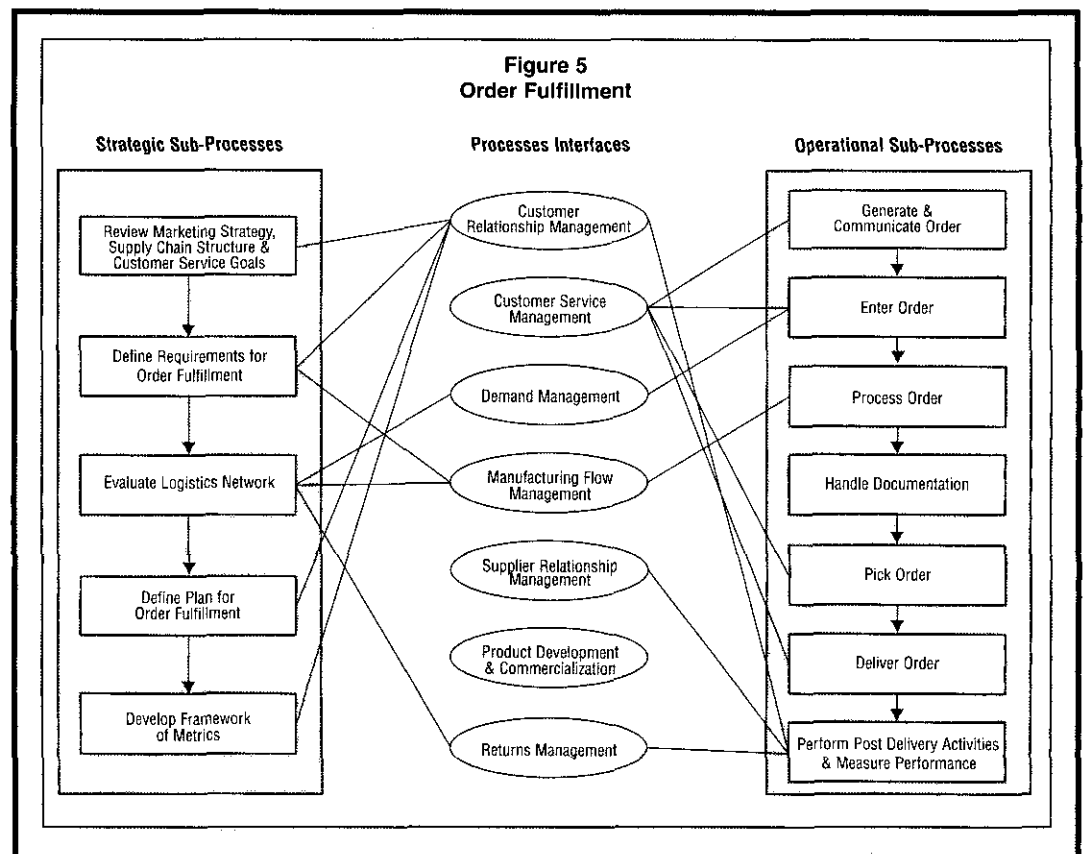 Figure 5
Order Fulfillment
Strategic Sub-Processes
Review Marketing Strategy,
Supply Chain Structure &
Customer Service Goals
Define Requirements for
Order Fulfillment
Evaluate Logistics Network
Define Plan for
Order Fulfillment
Develop Framework
of Metrics
Processes Interfaces
Customer
Relationship Management
Customer Service
Management
Demand Management
Manufacturing Flow
Management
Supplier Relationship
Management
Product Development
& Commercialization
Returns Management
Operational Sub-Processes
Generate &
Communicate Order
Enter Order
Process Order
Handle Documentation
Pick Order
Deliver Order
Perform Post Delivery Activities
& Measure Performance